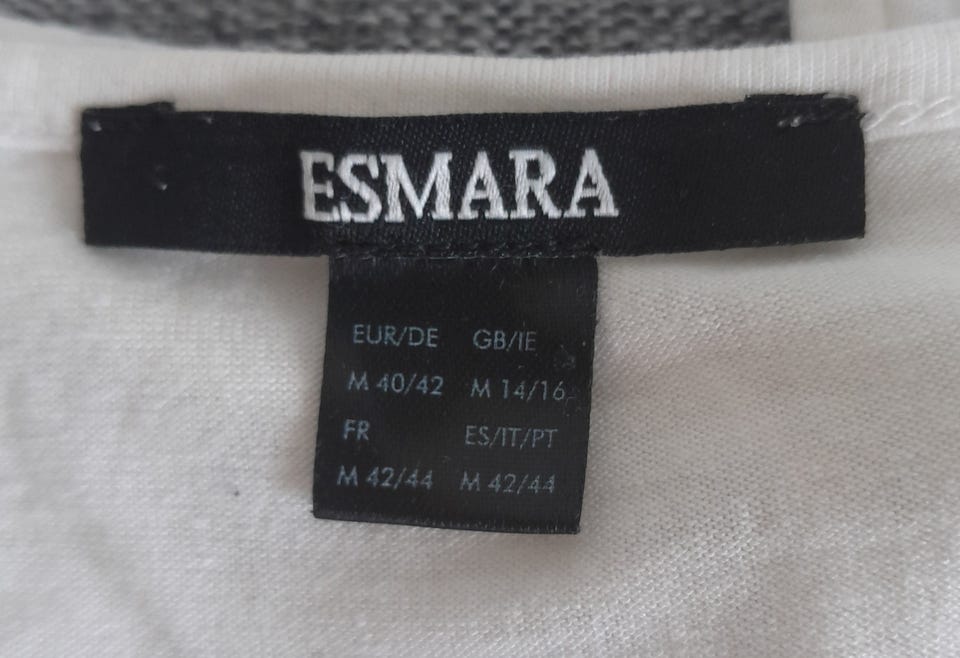 ESMARA
EUR/DE GB/IE
M 40/42 M 14/16
FR ES/IT/PT
M 42/44 M 42/44